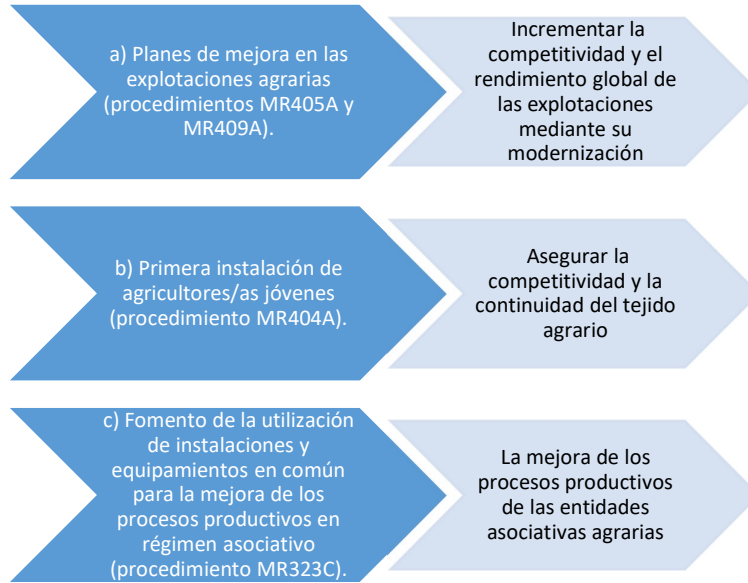 a) Planes de mejora en las
explotaciones agrarias
(procedimientos MR405A y
MR409A).
Incrementar la
competitividad y el
rendimiento global de
las explotaciones
mediante su
modernización
b) Primera instalación de
agricultores/as jóvenes
(procedimiento MR404A).
Asegurar la
competitividad y la
continuidad del tejido
agrario
c) Fomento de la utilización
de instalaciones y
equipamientos en común
para la mejora de los
procesos productivos en
régimen asociativo
(procedimiento MR323C).
La mejora de los
procesos productivos
de las entidades
asociativas agrarias